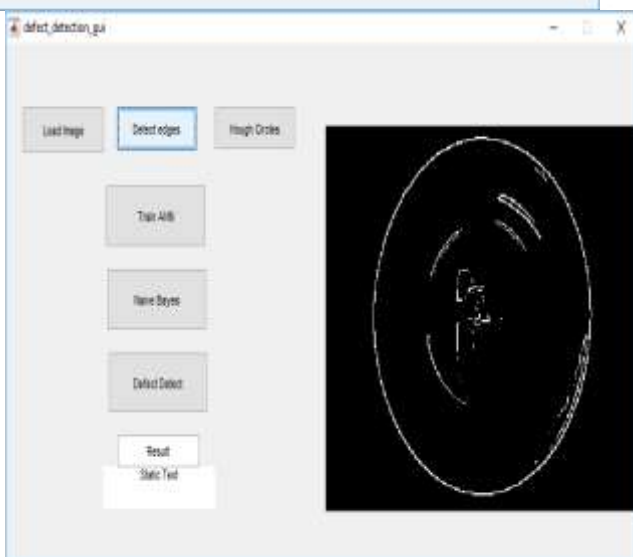 defect_detection_gui
Load Image
Detect edges
Hough Circles
Train ANN
Naive Bayes
Defect Detect
Result
Static Text